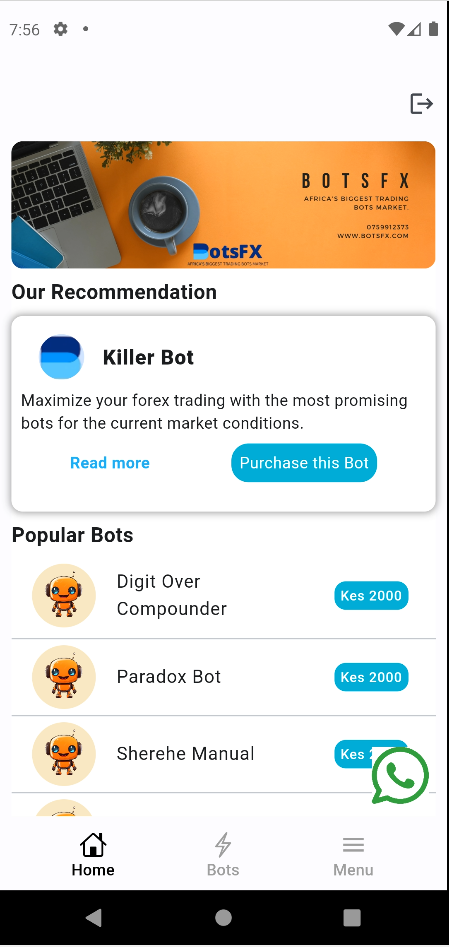 7:56
BOTSFX
AFRICA'S BIGGEST TRADING
BOTS MARKET.
0759912373
WWW.BOTSFX.COM
BotsFX
AFRICA'S BIGGEST TRADING BOTS MARKET
Our Recommendation
Killer Bot
Maximize your forex trading with the most promising
bots for the current market conditions.
Read more
Purchase this Bot
Popular Bots
Digit Over
Compounder
Kes 2000
Paradox Bot
Kes 2000
Sherehe Manual
Kes
Home
Bots
Menu